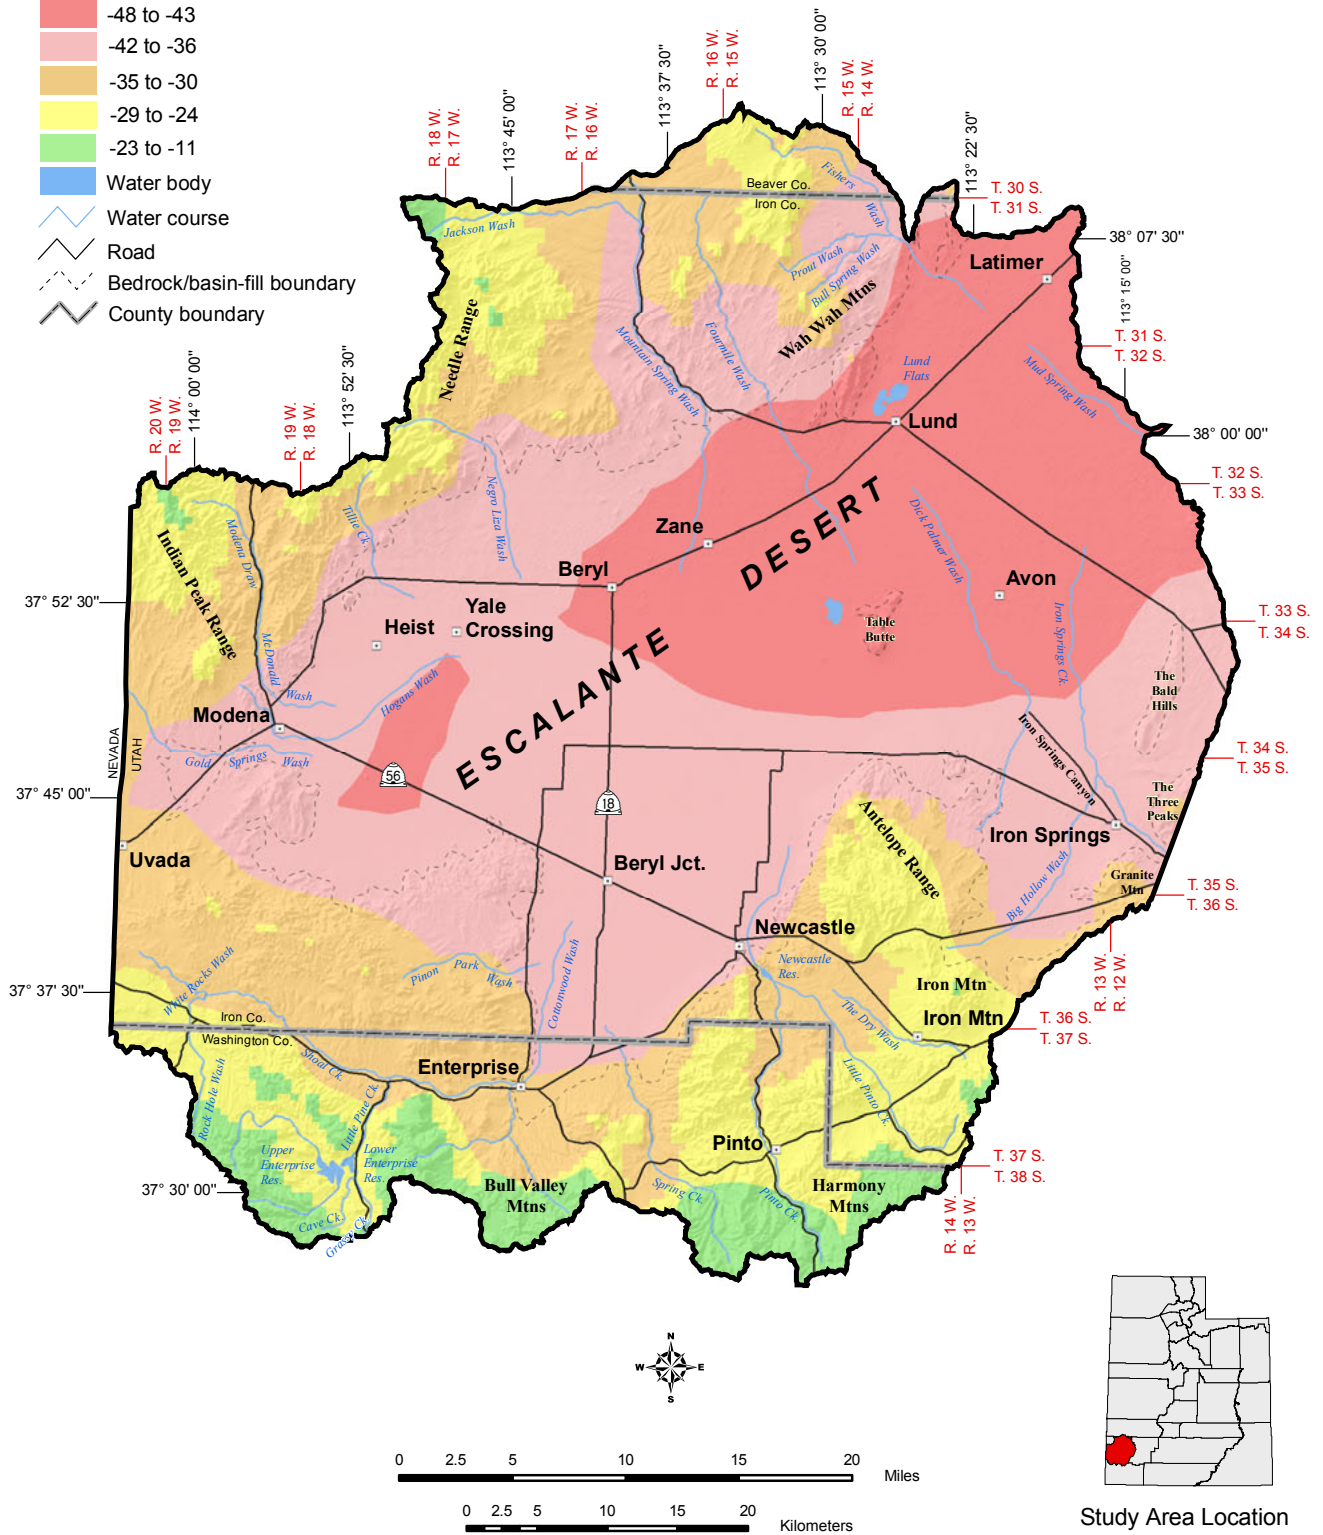 -48 to -43
-42 to -36
-35 to -30
-29 to -24
-23 to -11
Water body
Water course
Road
Bedrock/basin-fill boundary
County boundary
R. 20 W.
R. 19 W.
114° 00' 00"
R. 19 W.
R. 18 W.
113° 52' 30"
R. 18 W.
R. 17 W.
113° 45' 00"
R. 17 W.
R. 16 W.
113° 37' 30"
R. 16 W.
R. 15 W.
113° 30' 00"
R. 15 W.
R. 14 W.
113° 22' 30"
T. 30 S.
T. 31 S.
38° 07' 30"
113° 15' 00"
T. 31 S.
T. 32 S.
38° 00' 00"
T. 32 S.
T. 33 S.
T. 33 S.
T. 34 S.
T. 34 S.
T. 35 S.
T. 35 S.
T. 36 S.
R. 13 W.
R. 12 W.
T. 36 S.
T. 37 S.
T. 37 S.
T. 38 S.
R. 14 W.
R. 13 W.
37° 52' 30"
37° 45' 00"
37° 37' 30"
37° 30' 00"
Beaver Co.
Iron Co.
Fishers
Wash
Jackson Wash
Prout Wash
Bull Spring Wash
Wah Wah Mtns
Latimer
Needle Range
Mountain Spring Wash
Fourmile Wash
Lund
Flats
Mud Spring Wash
Lund
Negro Liza Wash
Tillie Ck.
Modena Draw
Indian Peak Range
Zane
DESERT
Dick Palmer Wash
Beryl
Avon
Iron Springs Ck.
Yale
Crossing
Heist
Table
Butte
McDonald
Wash
Hogans Wash
ESCALANTE
The
Bald
Hills
Modena
NEVADA
UTAH
Gold Springs Wash
56
18
Iron Springs Canyon
The
Three
Peaks
Antelope Range
Iron Springs
Uvada
Beryl Jct.
Big Hollow Wash
Granite
Mtn
Newcastle
Newcastle
Res.
White Rocks Wash
Pinon Park Wash
Cottonwood Wash
Iron Mtn
Iron Mtn
The Dry Wash
Iron Co.
Washington Co.
Shoal Ck.
Enterprise
Rock Hole Wash
Little Pine Ck.
Little Pinto Ck.
Upper
Enterprise
Res.
Lower
Enterprise
Res.
Pinto
Bull Valley
Mtns
Spring Ck.
Pinto Ck.
Harmony
Mtns
Cave Ck.
Grassy Ck.
N
W E
S
0 2.5 5 10 15 20
Miles
0 2.5 5 10 15 20
Kilometers
Study Area Location